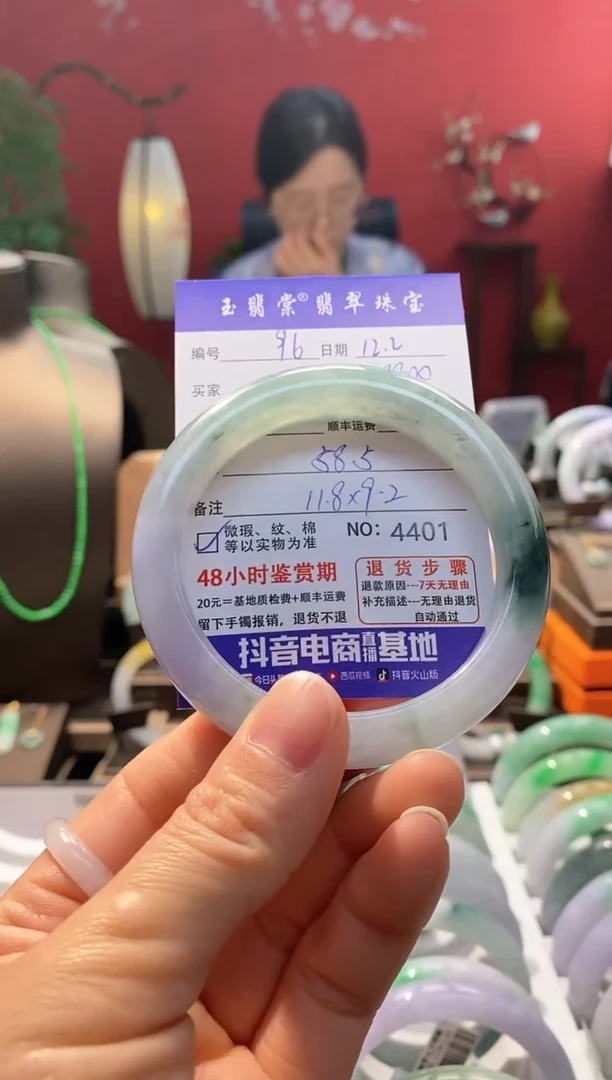 玉翡棠®翡翠珠宝
编号 96 日期 12.2
买家
顺丰运费
58.5
备注 11.8x9.2
微瑕、纹、棉 NO: 4401
等以实物为准
48小时鉴赏期
20元=基地质检费+顺丰运费
留下手镯报销，退货不退
退货步骤
退款原因---7天无理由
补充描述---无理由退货
自动通过
抖音电商直播基地
今日头 西瓜视频 抖音火山版